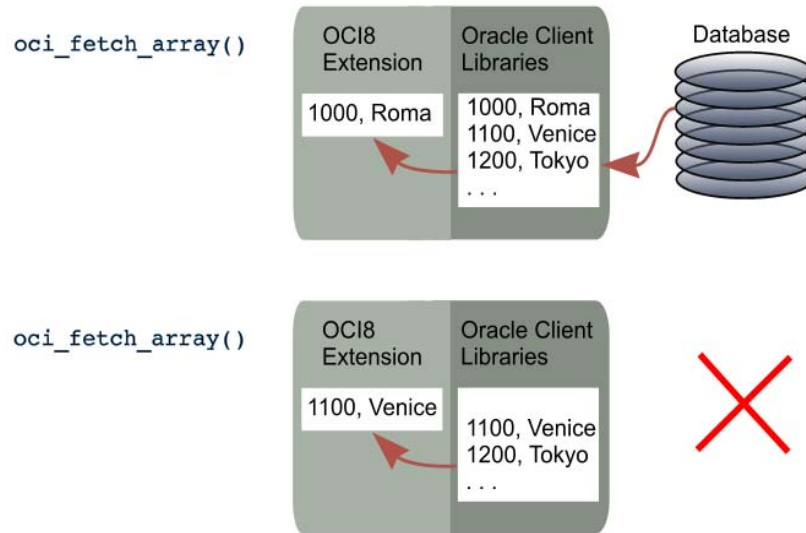 oci_fetch_array()
OCI8
Extension
Oracle Client
Libraries
Database
1000, Roma
1000, Roma
1100, Venice
1200, Tokyo
. . .
oci_fetch_array()
OCI8
Extension
Oracle Client
Libraries
1100, Venice
1100, Venice
1200, Tokyo
. . .